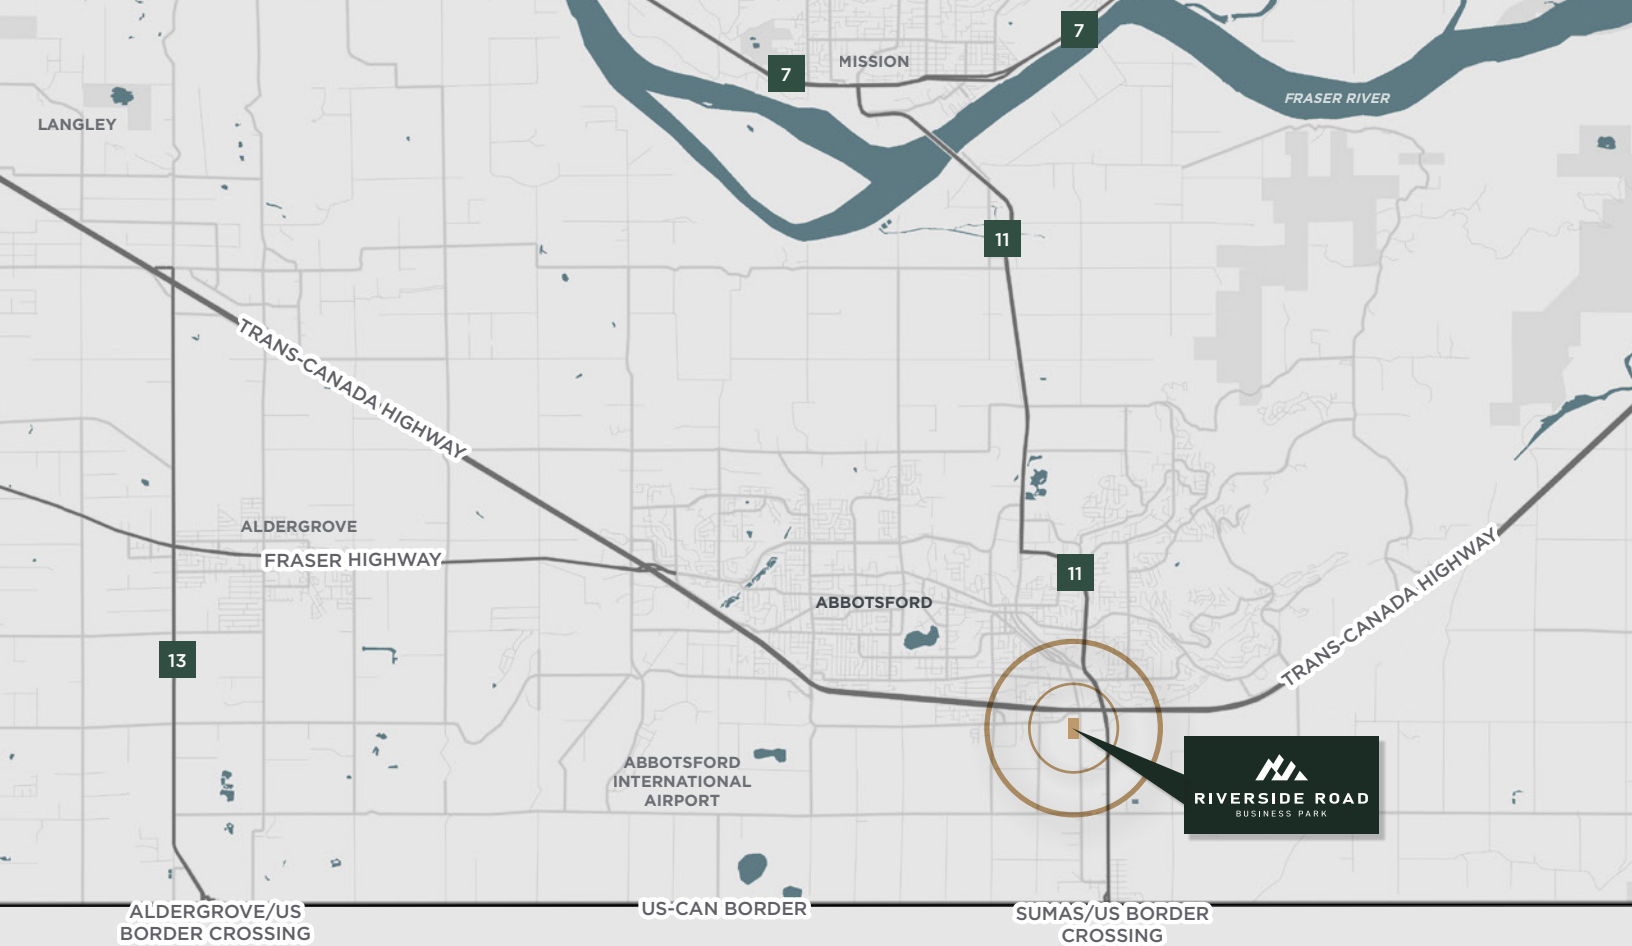 7
7
MISSION
FRASER RIVER
LANGLEY
11
TRANS-CANADA HIGHWAY
ALDERGROVE
FRASER HIGHWAY
11
ABBOTSFORD
TRANS-CANADA HIGHWAY
13
ABBOTSFORD
INTERNATIONAL
AIRPORT
RIVERSIDE ROAD
BUSINESS PARK
ALDERGROVE/US
BORDER CROSSING
US-CAN BORDER
SUMAS/US BORDER
CROSSING